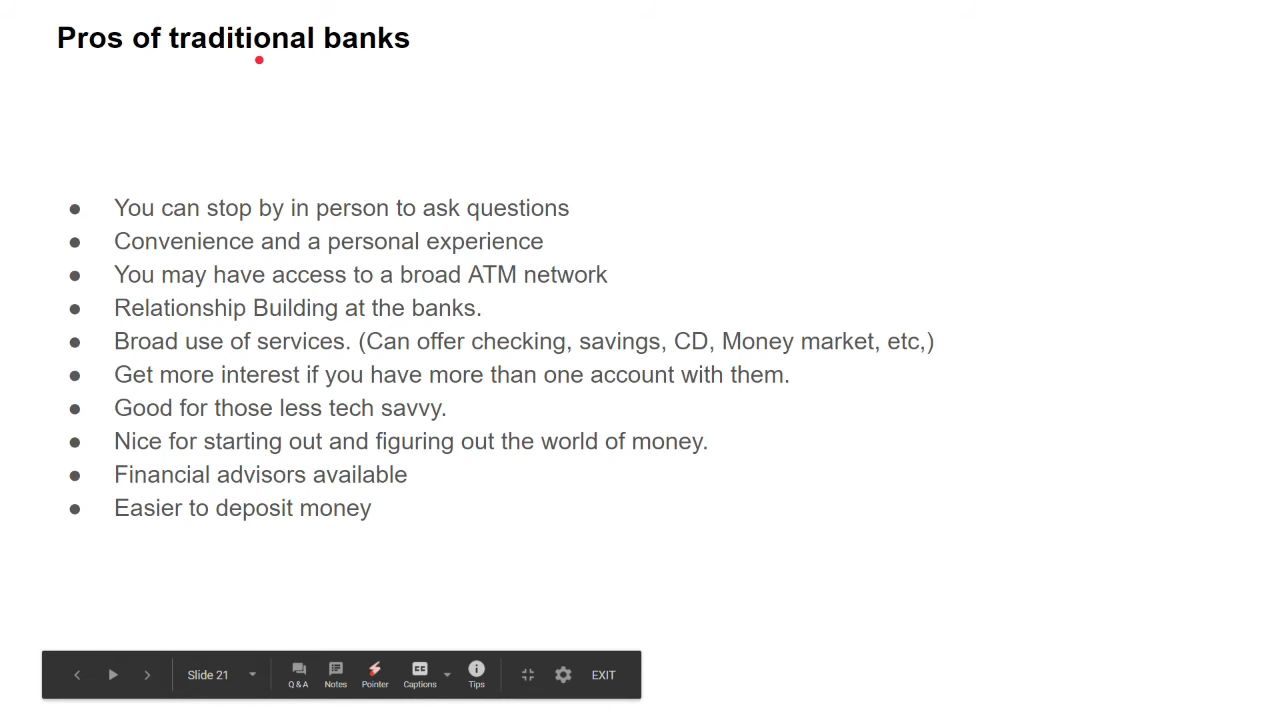 Pros of traditional banks
● You can stop by in person to ask questions
● Convenience and a personal experience
● You may have access to a broad ATM network
● Relationship Building at the banks.
● Broad use of services. (Can offer checking, savings, CD, Money market, etc,)
● Get more interest if you have more than one account with them.
● Good for those less tech savvy.
● Nice for starting out and figuring out the world of money.
● Financial advisors available
● Easier to deposit money
Slide 21 Q & A Notes Pointer CC Captions Tips EXIT